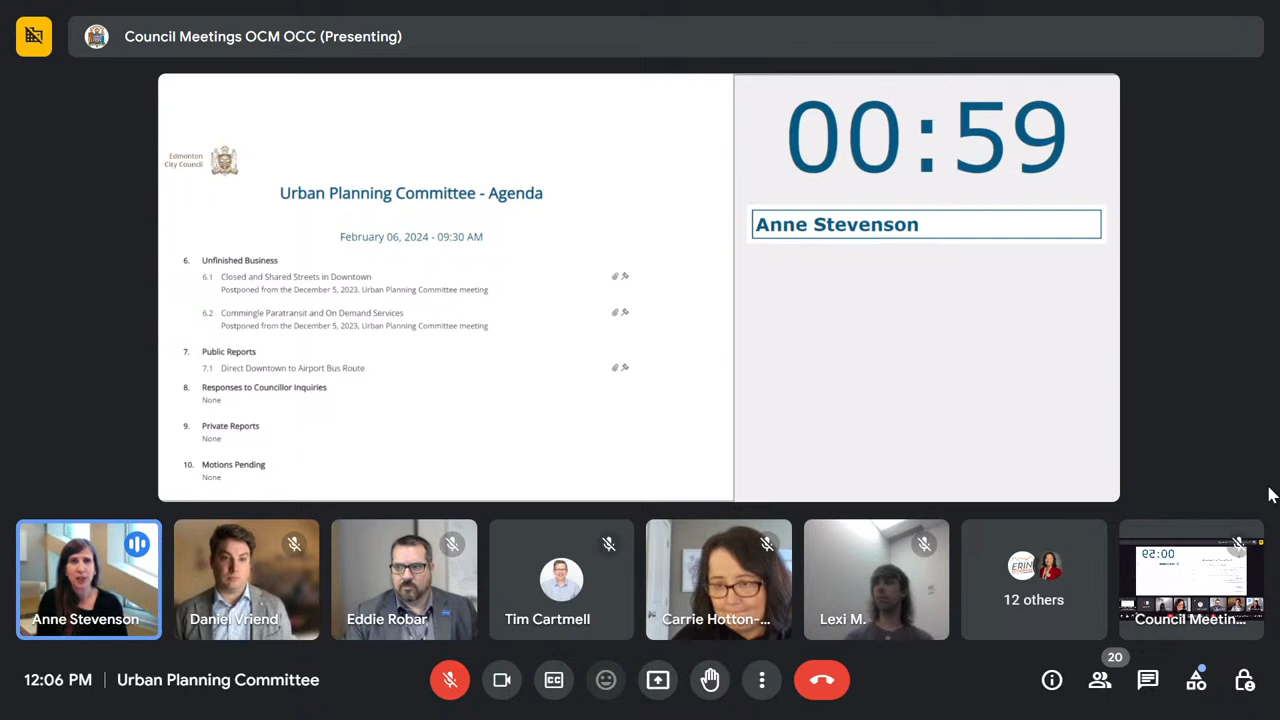 Council Meetings OCM OCC (Presenting)
Edmonton
City Council
Urban Planning Committee - Agenda
February 06, 2024 - 09:30 AM
6. Unfinished Business
6.1 Closed and Shared Streets in Downtown
Postponed from the December 5, 2023, Urban Planning Committee meeting
6.2 Commingle Paratransit and On Demand Services
Postponed from the December 5, 2023, Urban Planning Committee meeting
7. Public Reports
7.1 Direct Downtown to Airport Bus Route
8. Responses to Councillor Inquiries
None
9. Private Reports
None
10. Motions Pending
None
00:59
Anne Stevenson
Anne Stevenson
Daniel Vriend
Eddie Robar
Tim Cartmell
Carrie Hotton-...
Lexi M.
ERIN
12 others
00:59
Council Meetin...
12:06 PM | Urban Planning Committee
CC
20